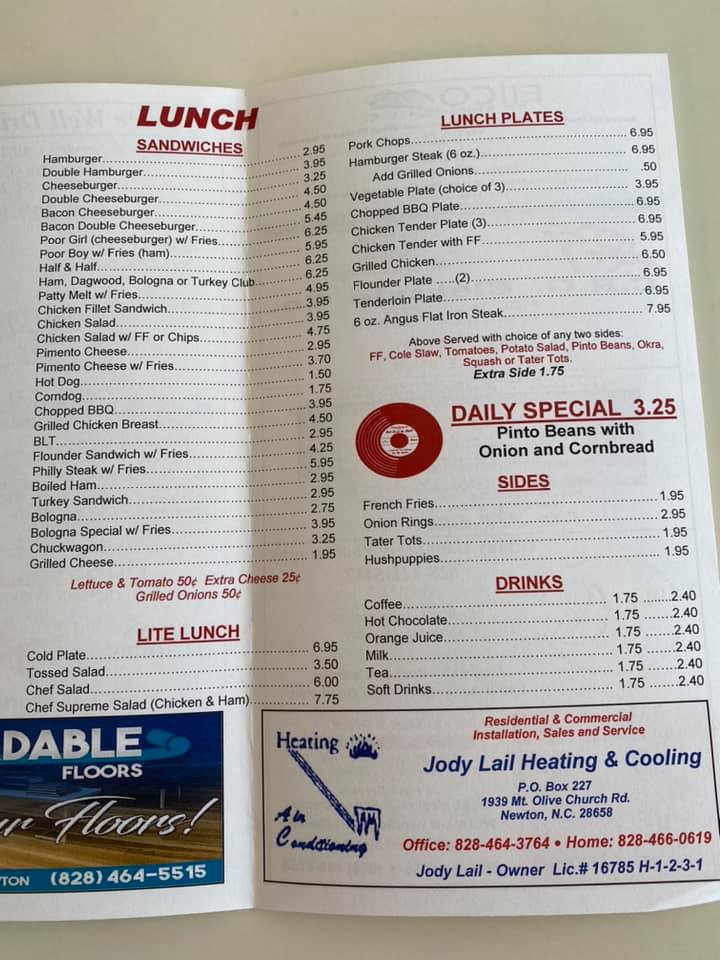 LUNCH
SANDWICHES
Hamburger 2.95
Double Hamburger 3.95
Cheeseburger 3.25
Double Cheeseburger 4.50
Bacon Cheeseburger 4.50
Bacon Double Cheeseburger 5.45
Poor Girl (cheeseburger) w/ Fries 6.25
Poor Boy w/ Fries (ham) 5.95
Half & Half 6.25
Ham, Dagwood, Bologna or Turkey Club 6.25
Patty Melt w/ Fries 4.95
Chicken Fillet Sandwich 3.95
Chicken Salad 3.95
Chicken Salad w/ FF or Chips 4.75
Pimento Cheese 2.95
Pimento Cheese w/ Fries 3.70
Hot Dog 1.50
Corndog 1.75
Chopped BBQ 3.95
Grilled Chicken Breast 4.50
BLT 2.95
Flounder Sandwich w/ Fries 4.25
Philly Steak w/ Fries 5.95
Boiled Ham 2.95
Turkey Sandwich 2.95
Bologna 2.75
Bologna Special w/ Fries 3.95
Chuckwagon 3.25
Grilled Cheese 1.95
Lettuce & Tomato 50¢ Extra Cheese 25¢
Grilled Onions 50¢
LITE LUNCH
Cold Plate 6.95
Tossed Salad 3.50
Chef Salad 6.00
Chef Supreme Salad (Chicken & Ham) 7.75
DABLE
FLOORS
ur Floors!
TON (828) 464-5515
LUNCH PLATES
Pork Chops 6.95
Hamburger Steak (6 oz.) 6.95
Add Grilled Onions .50
Vegetable Plate (choice of 3) 3.95
Chopped BBQ Plate 6.95
Chicken Tender Plate (3) 6.95
Chicken Tender with FF 5.95
Grilled Chicken 6.50
Flounder Plate .....(2) 6.95
Tenderloin Plate 6.95
6 oz. Angus Flat Iron Steak 7.95
Above Served with choice of any two sides:
FF, Cole Slaw, Tomatoes, Potato Salad, Pinto Beans, Okra,
Squash or Tater Tots.
Extra Side 1.75
DAILY SPECIAL 3.25
Pinto Beans with
Onion and Cornbread
SIDES
French Fries 1.95
Onion Rings 2.95
Tater Tots 1.95
Hushpuppies 1.95
DRINKS
Coffee 1.75 2.40
Hot Chocolate 1.75 2.40
Orange Juice 1.75 2.40
Milk 1.75 2.40
Tea 1.75 2.40
Soft Drinks 1.75 2.40
Heating
Air
Conditioning
Residential & Commercial
Installation, Sales and Service
Jody Lail Heating & Cooling
P.O. Box 227
1939 Mt. Olive Church Rd.
Newton, N.C. 28658
Office: 828-464-3764 • Home: 828-466-0619
Jody Lail - Owner Lic.# 16785 H-1-2-3-1